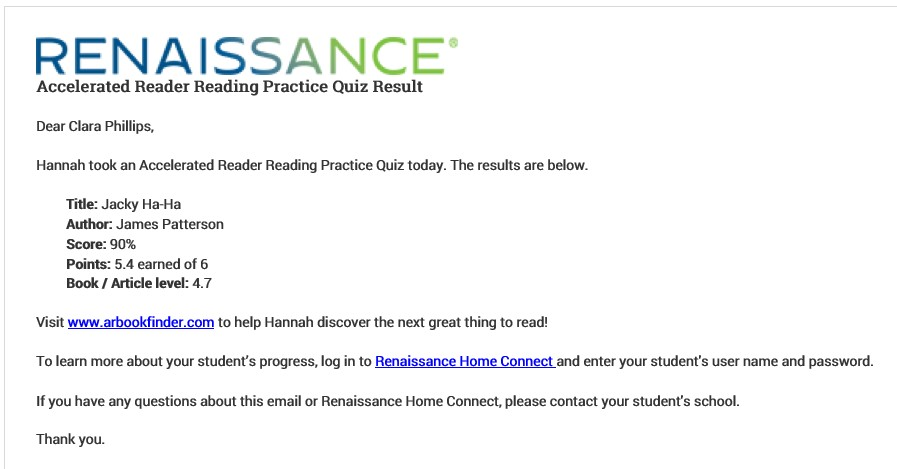 RENAISSANCE®
Accelerated Reader Reading Practice Quiz Result
Dear Clara Phillips,
Hannah took an Accelerated Reader Reading Practice Quiz today. The results are below.
Title: Jacky Ha-Ha
Author: James Patterson
Score: 90%
Points: 5.4 earned of 6
Book / Article level: 4.7
Visit www.arbookfinder.com to help Hannah discover the next great thing to read!
To learn more about your student's progress, log in to Renaissance Home Connect and enter your student's user name and password.
If you have any questions about this email or Renaissance Home Connect, please contact your student's school.
Thank you.